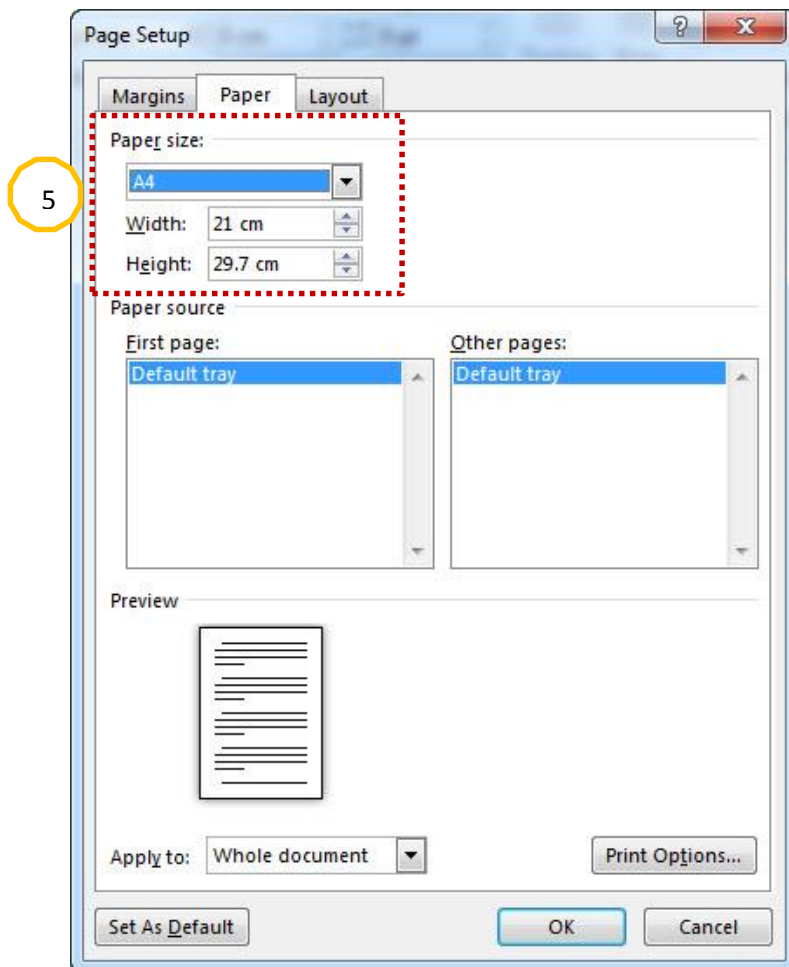 Page Setup
?
X
Margins Paper Layout
Paper size:
5
A4
Width: 21 cm
Height: 29.7 cm
Paper source
First page: Other pages:
Default tray Default tray
Preview
Apply to: Whole document Print Options...
Set As Default OK Cancel